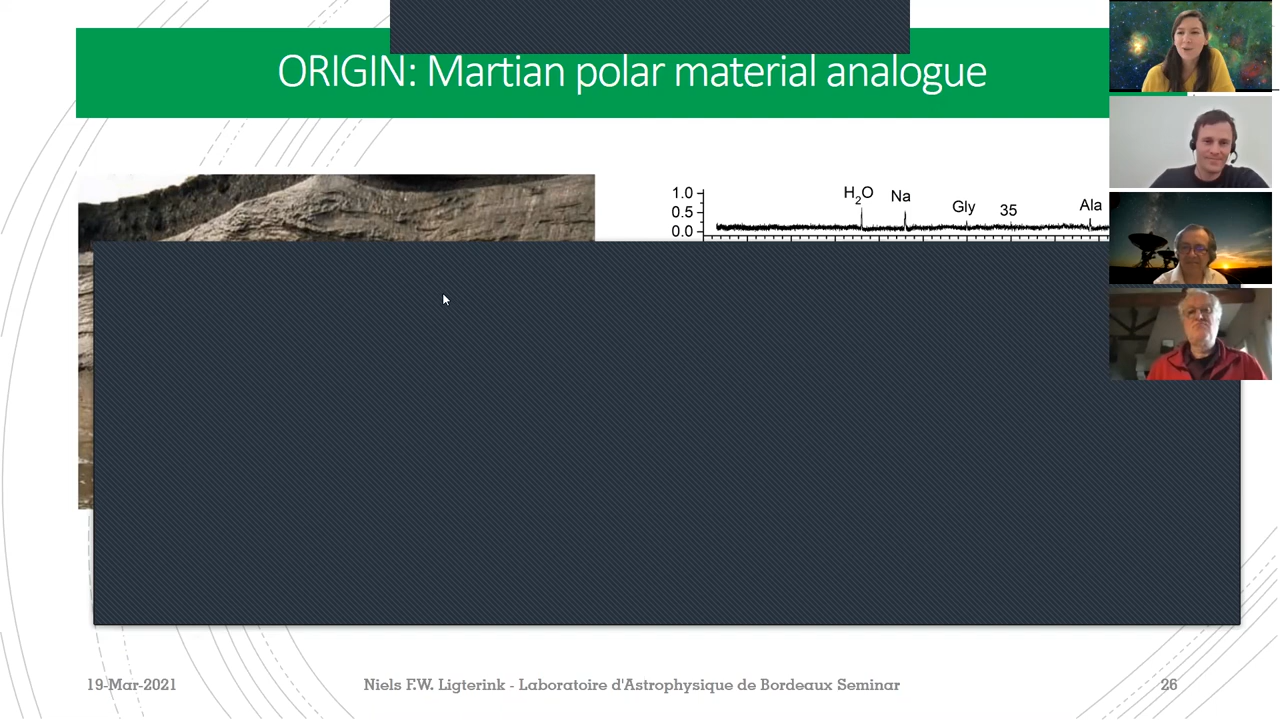 ORIGIN: Martian polar material analogue
1.0
0.5
0.0
H₂O
Na
Gly
35
Ala
19-Mar-2021
Niels F.W. Ligterink - Laboratoire d'Astrophysique de Bordeaux Seminar
26